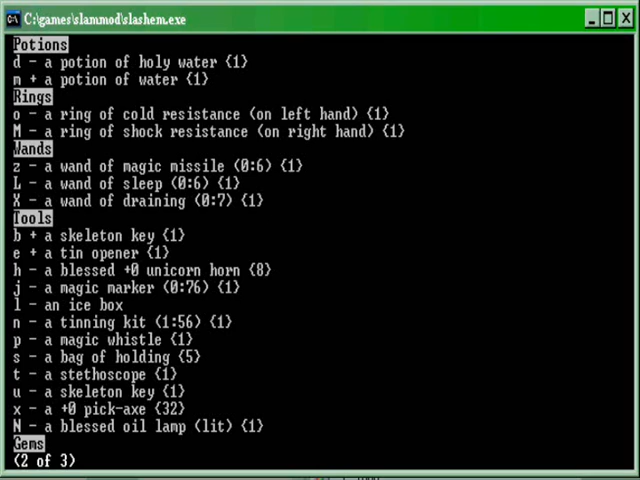 C:\games\slammod\slashem.exe
Potions
d - a potion of holy water {1}
m + a potion of water {1}
Rings
o - a ring of cold resistance (on left hand) {1}
M - a ring of shock resistance (on right hand) {1}
Wands
z - a wand of magic missile (0:6) {1}
L - a wand of sleep (0:6) {1}
X - a wand of draining (0:7) {1}
Tools
b + a skeleton key {1}
e + a tin opener {1}
h - a blessed +0 unicorn horn {8}
j - a magic marker (0:76) {1}
l - an ice box
n - a tinning kit (1:56) {1}
p - a magic whistle {1}
s - a bag of holding {5}
t - a stethoscope {1}
u - a skeleton key {1}
x - a +0 pick-axe {32}
N - a blessed oil lamp (lit) {1}
Gems
(2 of 3)